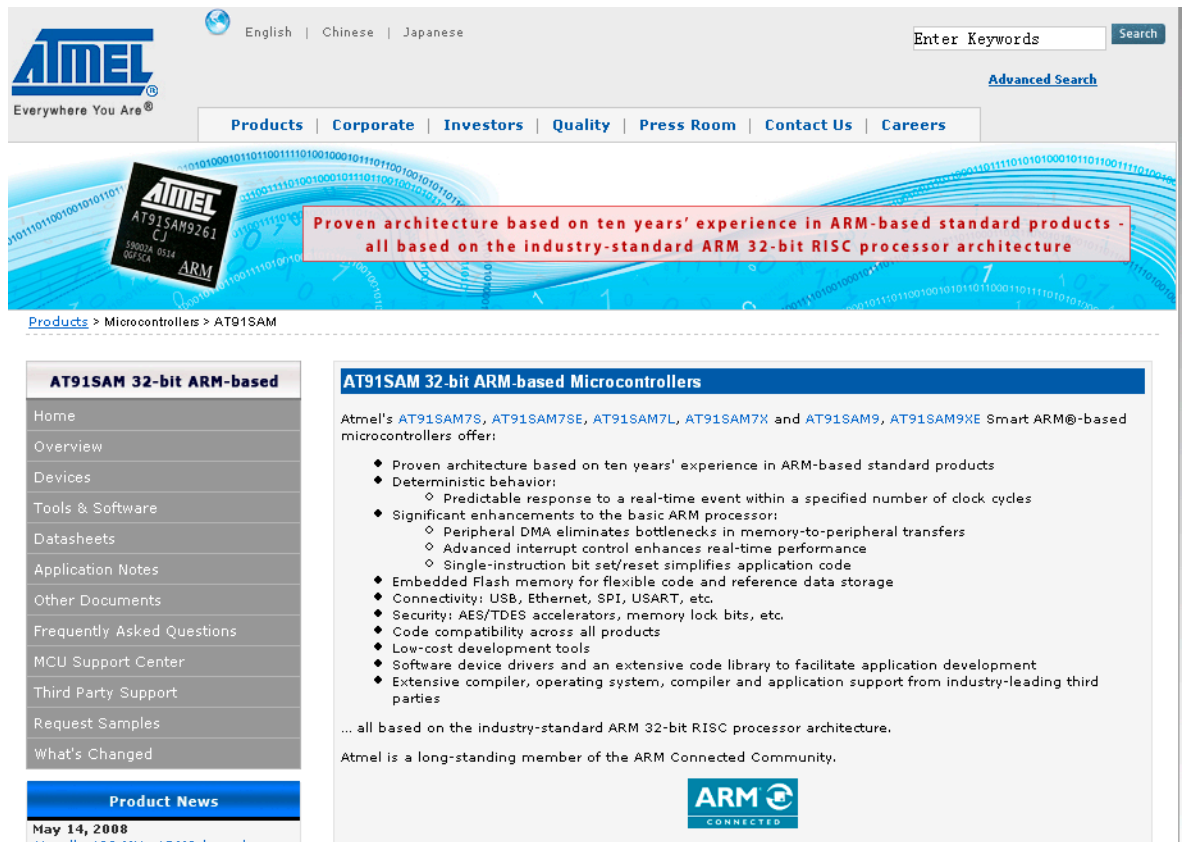 ATMEL®
Everywhere You Are®
English | Chinese | Japanese
Enter Keywords
Search
Advanced Search
Products | Corporate | Investors | Quality | Press Room | Contact Us | Careers
ATMEL
AT91SAM9261
CJ
59002A 0514
QGFSCA
ARM
Proven architecture based on ten years' experience in ARM-based standard products -
all based on the industry-standard ARM 32-bit RISC processor architecture
Products > Microcontrollers > AT91SAM
AT91SAM 32-bit ARM-based
Home
Overview
Devices
Tools & Software
Datasheets
Application Notes
Other Documents
Frequently Asked Questions
MCU Support Center
Third Party Support
Request Samples
What's Changed
Product News
May 14, 2008
AT91SAM 32-bit ARM-based Microcontrollers
Atmel's AT91SAM7S, AT91SAM7SE, AT91SAM7L, AT91SAM7X and AT91SAM9, AT91SAM9XE Smart ARM®-based
microcontrollers offer:
Proven architecture based on ten years' experience in ARM-based standard products
Deterministic behavior:
Predictable response to a real-time event within a specified number of clock cycles
Significant enhancements to the basic ARM processor:
Peripheral DMA eliminates bottlenecks in memory-to-peripheral transfers
Advanced interrupt control enhances real-time performance
Single-instruction bit set/reset simplifies application code
Embedded Flash memory for flexible code and reference data storage
Connectivity: USB, Ethernet, SPI, USART, etc.
Security: AES/TDES accelerators, memory lock bits, etc.
Code compatibility across all products
Low-cost development tools
Software device drivers and an extensive code library to facilitate application development
Extensive compiler, operating system, compiler and application support from industry-leading third
parties
... all based on the industry-standard ARM 32-bit RISC processor architecture.
Atmel is a long-standing member of the ARM Connected Community.
ARM
CONNECTED